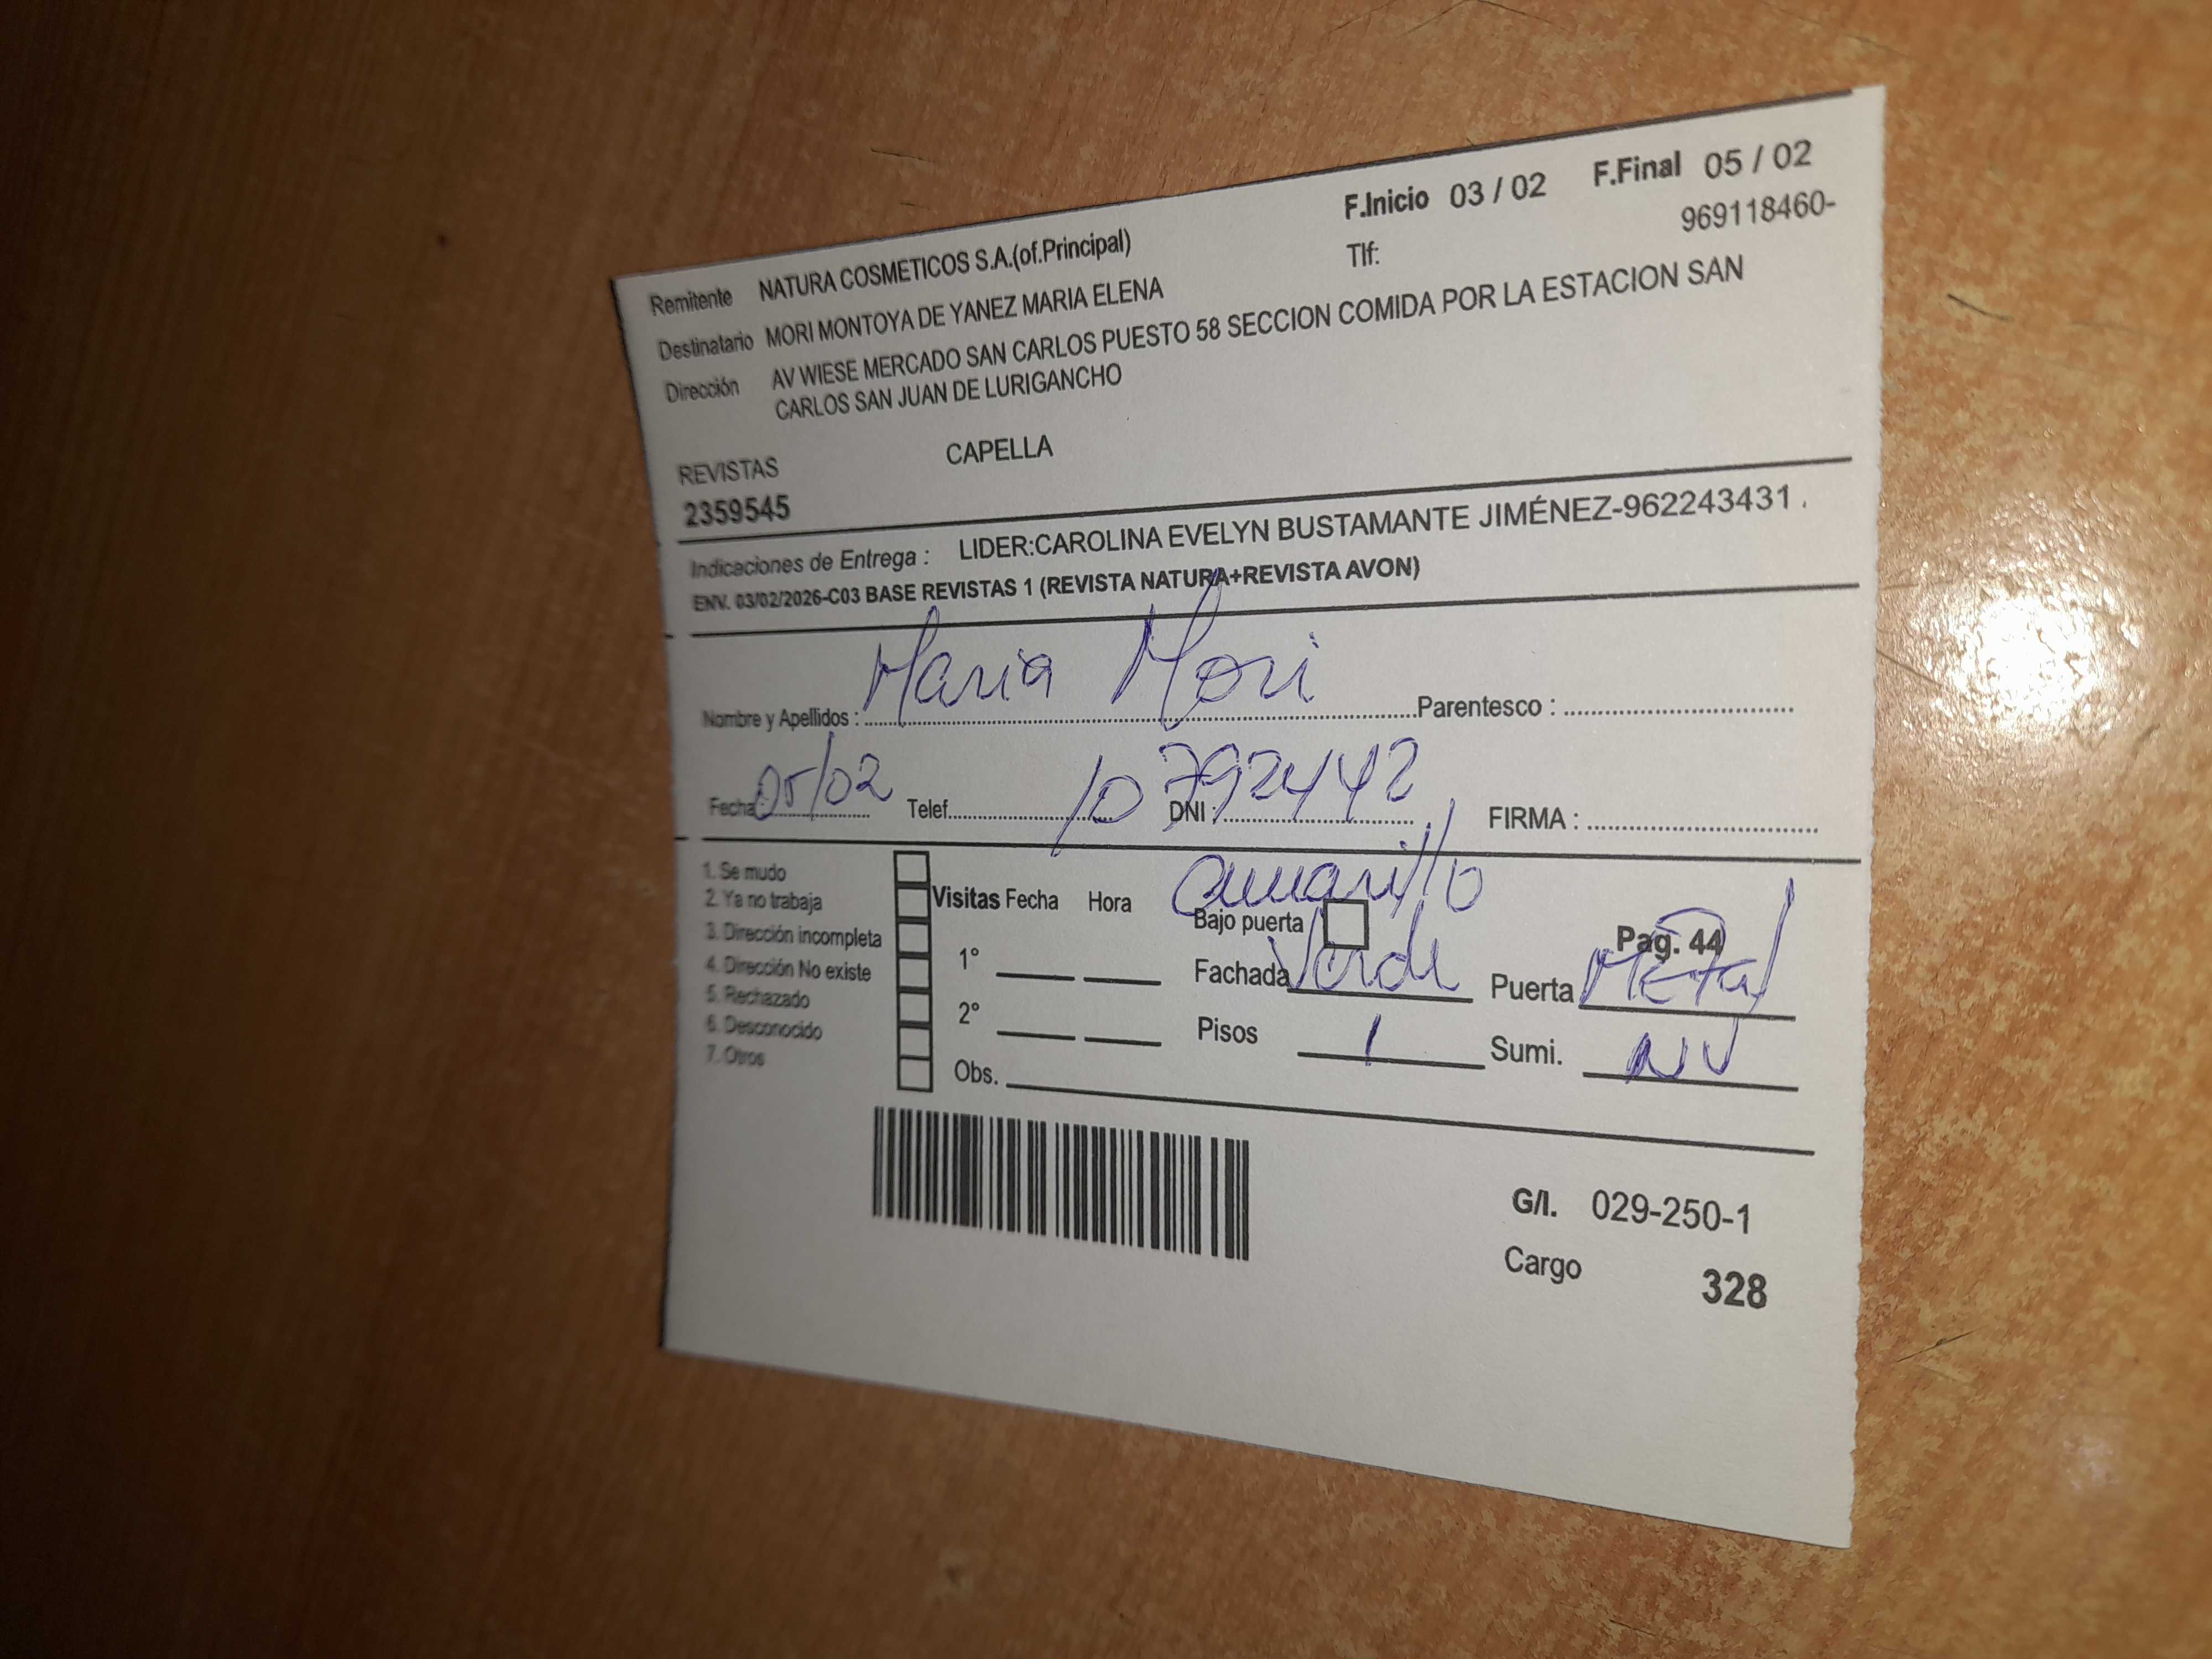 F.Inicio 03 / 02 F.Final 05 / 02
Remitente NATURA COSMETICOS S.A.(of.Principal) Tlf: 969118460-
Destinatario MORI MONTOYA DE YANEZ MARIA ELENA
Dirección AV WIESE MERCADO SAN CARLOS PUESTO 58 SECCION COMIDA POR LA ESTACION SAN
CARLOS SAN JUAN DE LURIGANCHO
REVISTAS CAPELLA
2359545
Indicaciones de Entrega : LIDER:CAROLINA EVELYN BUSTAMANTE JIMÉNEZ-962243431 .
ENV. 03/02/2026-C03 BASE REVISTAS 1 (REVISTA NATURA+REVISTA AVON)
Nombre y Apellidos : Maria Mori Parentesco :
Fecha: 05/02 Telef. DNI : 10792442 FIRMA :
1. Se mudo
2. Ya no trabaja
3. Dirección incompleta
4. Dirección No existe
5. Rechazado
6. Desconocido
7. Otros
Visitas Fecha Hora
1°
2°
Obs.
amarillo
Bajo puerta Pag. 44
Fachada Verde Puerta Metal
Pisos 1 Sumi. NV
G/I. 029-250-1
Cargo 328